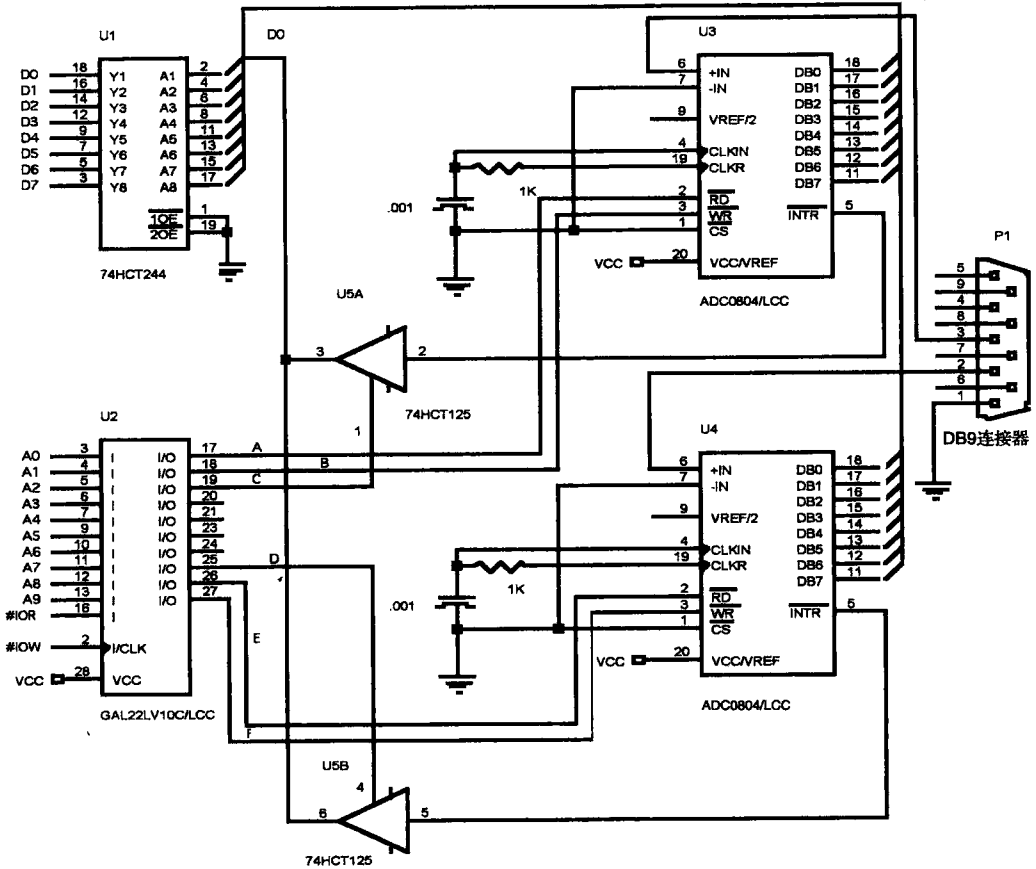 U1
D0
D0 18 Y1 A1 2
D1 16 Y2 A2 4
D2 14 Y3 A3 6
D3 12 Y4 A4 8
D4 9 Y5 A5 11
D5 7 Y6 A6 13
D6 5 Y7 A7 15
D7 3 Y8 A8 17
1OE 1
2OE 19
74HCT244
U3
6 +IN DB0 18
7 -IN DB1 17
DB2 16
9 VREF/2 DB3 15
DB4 14
4 CLKIN DB5 13
19 CLKR DB6 12
DB7 11
1K
.001
2 RD
3 WR INTR 5
1 CS
VCC 20 VCC/VREF
ADC0804/LCC
P1
5
9
4
8
3
7
2
6
1
DB9连接器
U5A
3 2
74HCT125
1
U2
A0 3 I I/O 17 A
A1 4 I I/O 18 B
A2 5 I I/O 19 C
A3 6 I I/O 20
A4 7 I I/O 21
A5 9 I I/O 23
A6 10 I I/O 24
A7 11 I I/O 25 D
A8 12 I I/O 26
A9 13 I I/O 27
#IOR 16 I
#IOW 2 I/CLK
VCC 28 VCC
GAL22LV10C/LCC
E
F
U4
6 +IN DB0 18
7 -IN DB1 17
DB2 16
9 VREF/2 DB3 15
DB4 14
4 CLKIN DB5 13
19 CLKR DB6 12
DB7 11
1K
.001
2 RD
3 WR INTR 5
1 CS
VCC 20 VCC/VREF
ADC0804/LCC
U5B
4
6 5
74HCT125